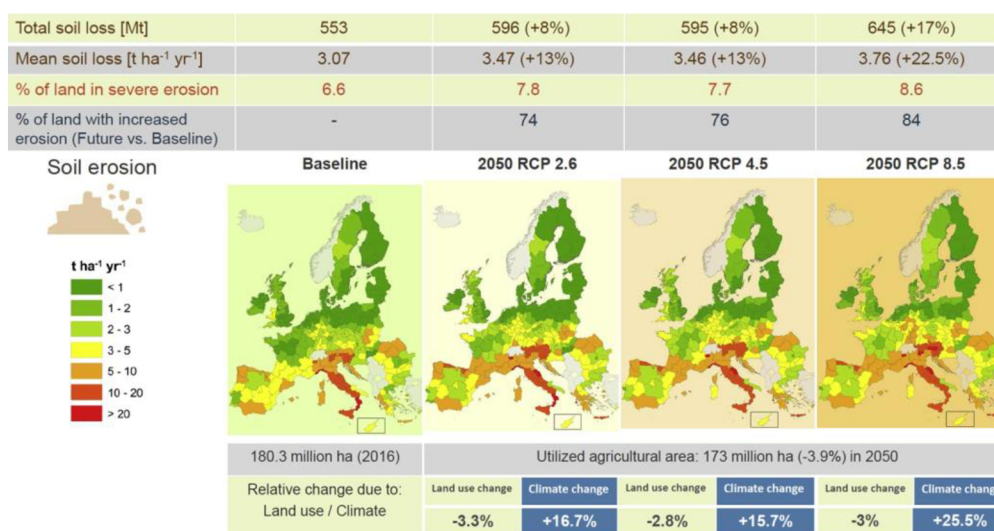 Total soil loss [Mt] 553 596 (+8%) 595 (+8%) 645 (+17%)
Mean soil loss [t ha⁻¹ yr⁻¹] 3.07 3.47 (+13%) 3.46 (+13%) 3.76 (+22.5%)
% of land in severe erosion 6.6 7.8 7.7 8.6
% of land with increased
erosion (Future vs. Baseline) - 74 76 84
Soil erosion
Baseline 2050 RCP 2.6 2050 RCP 4.5 2050 RCP 8.5
t ha⁻¹ yr⁻¹
< 1
1 - 2
2 - 3
3 - 5
5 - 10
10 - 20
> 20
180.3 million ha (2016) Utilized agricultural area: 173 million ha (-3.9%) in 2050
Relative change due to:
Land use / Climate
Land use change Climate change Land use change Climate change Land use change Climate chang
-3.3% +16.7% -2.8% +15.7% -3% +25.5%